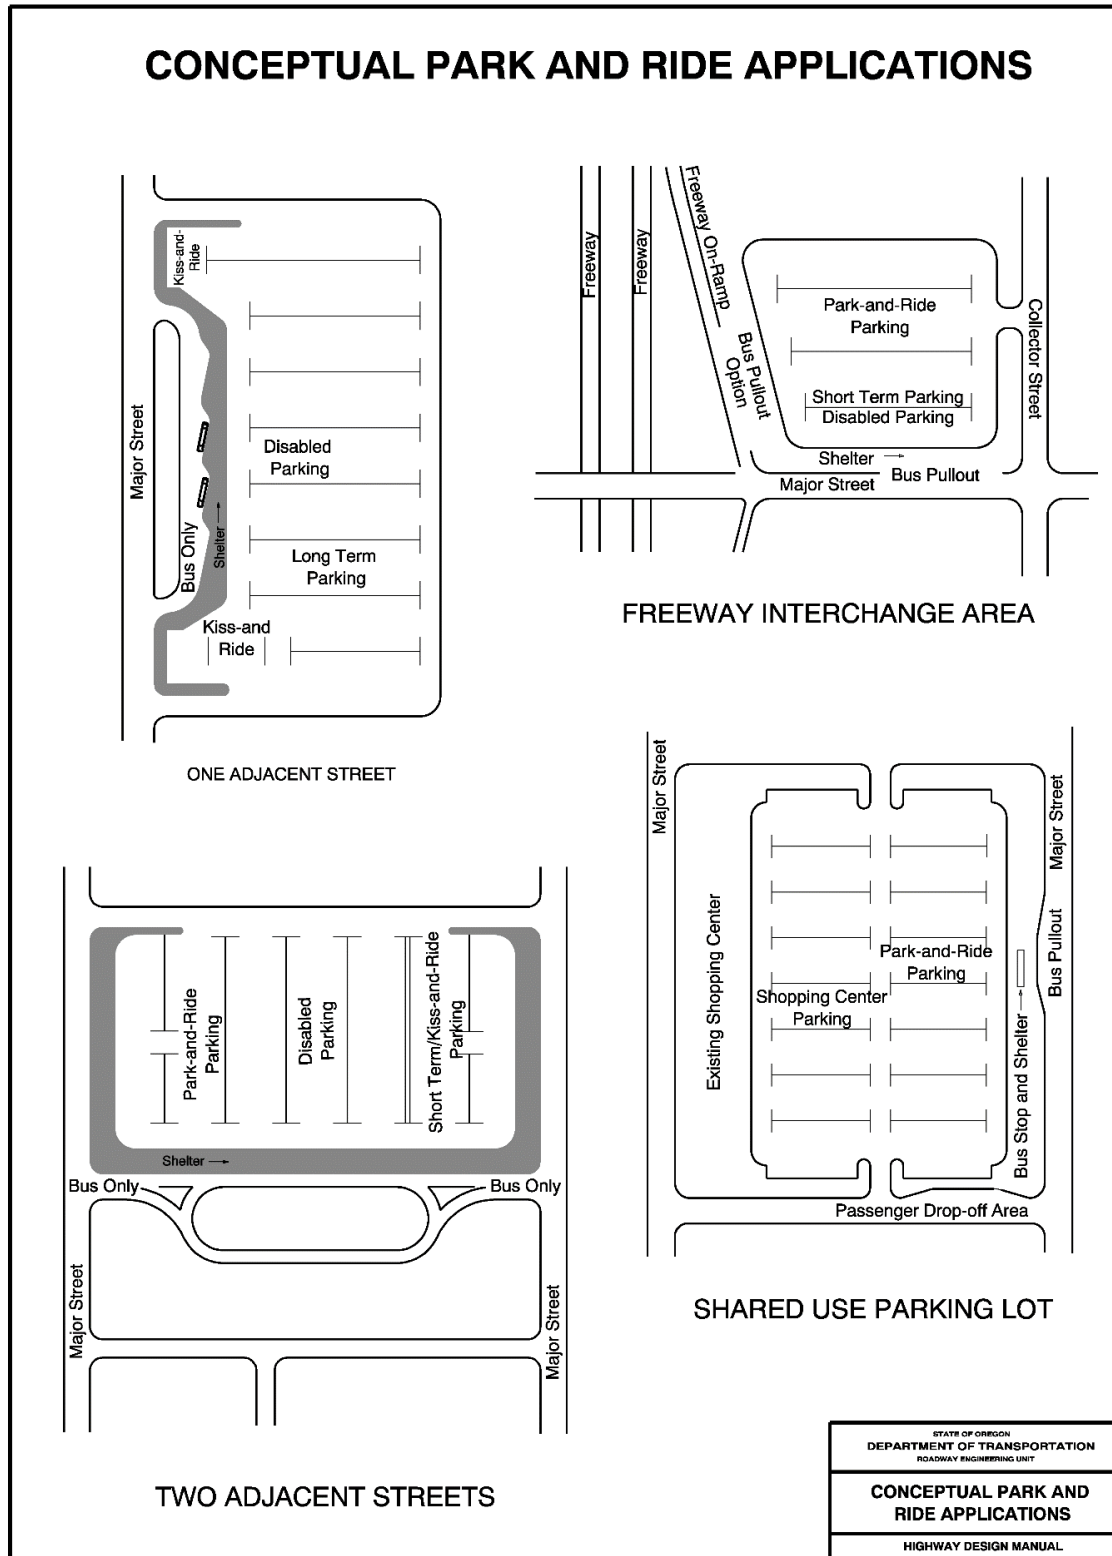 CONCEPTUAL PARK AND RIDE APPLICATIONS
Major Street
Kiss-and-
Ride
Bus Only
Shelter
Disabled
Parking
Long Term
Parking
Kiss-and
Ride
ONE ADJACENT STREET
Freeway
Freeway
Freeway On-Ramp
Bus Pullout
Option
Park-and-Ride
Parking
Short Term Parking
Disabled Parking
Shelter
Bus Pullout
Major Street
Collector Street
FREEWAY INTERCHANGE AREA
Park-and-Ride
Parking
Disabled
Parking
Short Term/Kiss-and-Ride
Parking
Shelter
Bus Only
Bus Only
Major Street
Major Street
TWO ADJACENT STREETS
Major Street
Major Street
Existing Shopping Center
Shopping Center
Parking
Park-and-Ride
Parking
Bus Stop and Shelter
Bus Pullout
Passenger Drop-off Area
SHARED USE PARKING LOT
STATE OF OREGON
DEPARTMENT OF TRANSPORTATION
ROADWAY ENGINEERING UNIT
CONCEPTUAL PARK AND
RIDE APPLICATIONS
HIGHWAY DESIGN MANUAL